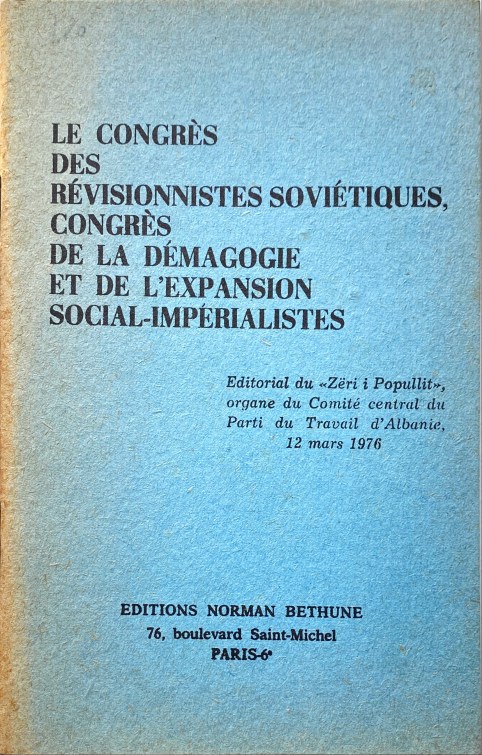 LE CONGRÈS
DES
RÉVISIONNISTES SOVIÉTIQUES,
CONGRÈS
DE LA DÉMAGOGIE
ET DE L'EXPANSION
SOCIAL-IMPÉRIALISTES
Editorial du «Zëri i Popullit»,
organe du Comité central du
Parti du Travail d'Albanie,
12 mars 1976
EDITIONS NORMAN BETHUNE
76, boulevard Saint-Michel
PARIS-6e